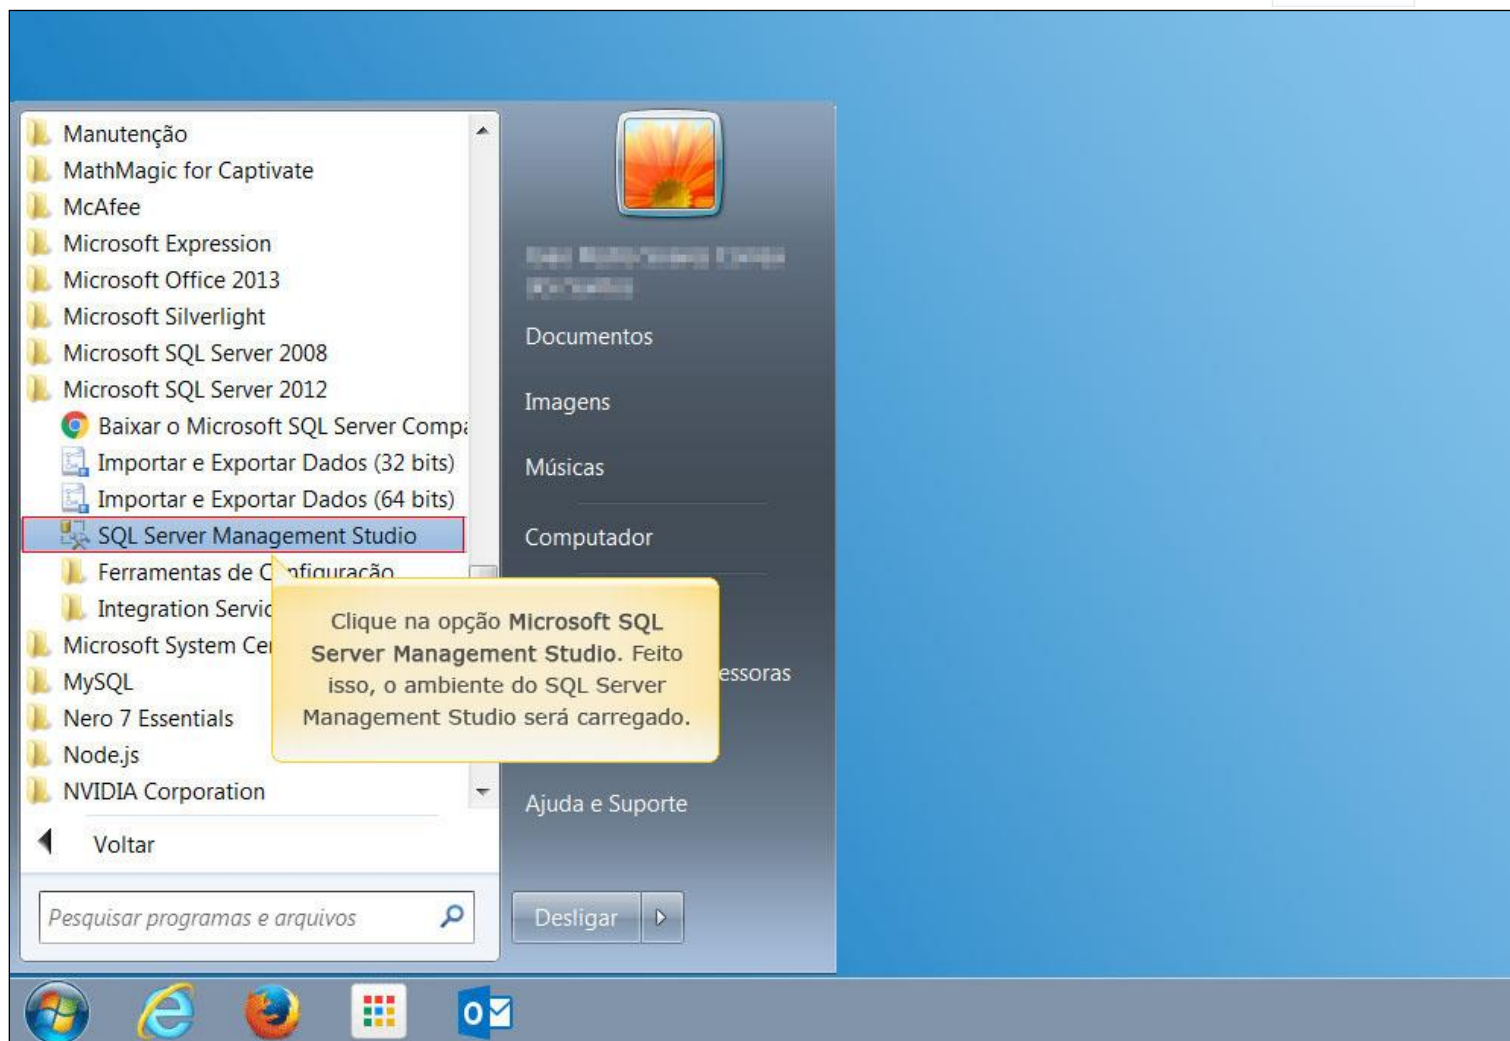 Manutenção
MathMagic for Captivate
McAfee
Microsoft Expression
Microsoft Office 2013
Microsoft Silverlight
Microsoft SQL Server 2008
Microsoft SQL Server 2012
Baixar o Microsoft SQL Server Compa
Importar e Exportar Dados (32 bits)
Importar e Exportar Dados (64 bits)
SQL Server Management Studio
Ferramentas de Configuração
Integration Servic
Microsoft System Cer
MySQL
Nero 7 Essentials
Node.js
NVIDIA Corporation
Voltar
Pesquisar programas e arquivos
Documentos
Imagens
Músicas
Computador
essoras
Ajuda e Suporte
Desligar
Clique na opção Microsoft SQL
Server Management Studio. Feito
isso, o ambiente do SQL Server
Management Studio será carregado.